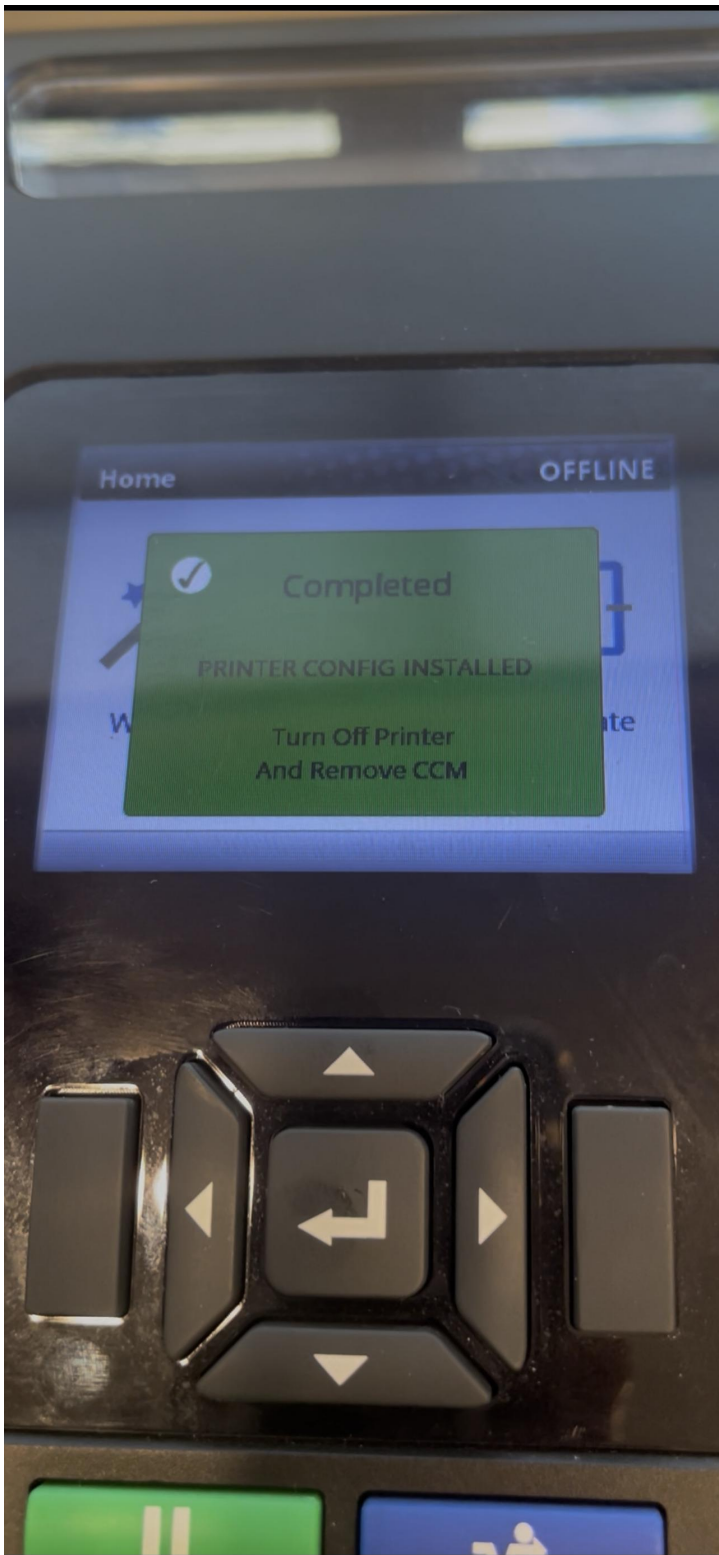 Home
OFFLINE
Completed
PRINTER CONFIG INSTALLED
Turn Off Printer
And Remove CCM